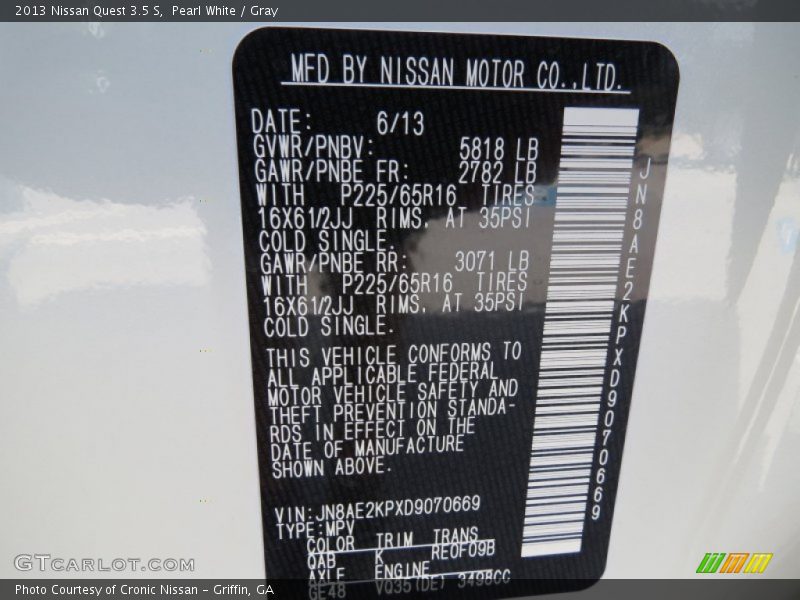 2013 Nissan Quest 3.5 S,  Pearl White / Gray
MFD BY NISSAN MOTOR CO.,LTD.
DATE: 6/13
GVWR/PNBV: 5818 LB
GAWR/PNBE FR: 2782 LB
WITH P225/65R16 TIRES
16X61/2JJ RIMS, AT 35PSI
COLD SINGLE.
GAWR/PNBE RR: 3071 LB
WITH P225/65R16 TIRES
16X61/2JJ RIMS, AT 35PSI
COLD SINGLE.
THIS VEHICLE CONFORMS TO
ALL APPLICABLE FEDERAL
MOTOR VEHICLE SAFETY AND
THEFT PREVENTION STANDA-
RDS IN EFFECT ON THE
DATE OF MANUFACTURE
SHOWN ABOVE.
VIN:JN8AE2KPXD9070669
TYPE:MPV
COLOR TRIM TRANS
QAB K RE0F09B
AXLE ENGINE
GE48 VQ35(DE) 3498CC
JN8AE2KPXD9070669
GTCARLOT.COM
Photo Courtesy of Cronic Nissan - Griffin, GA